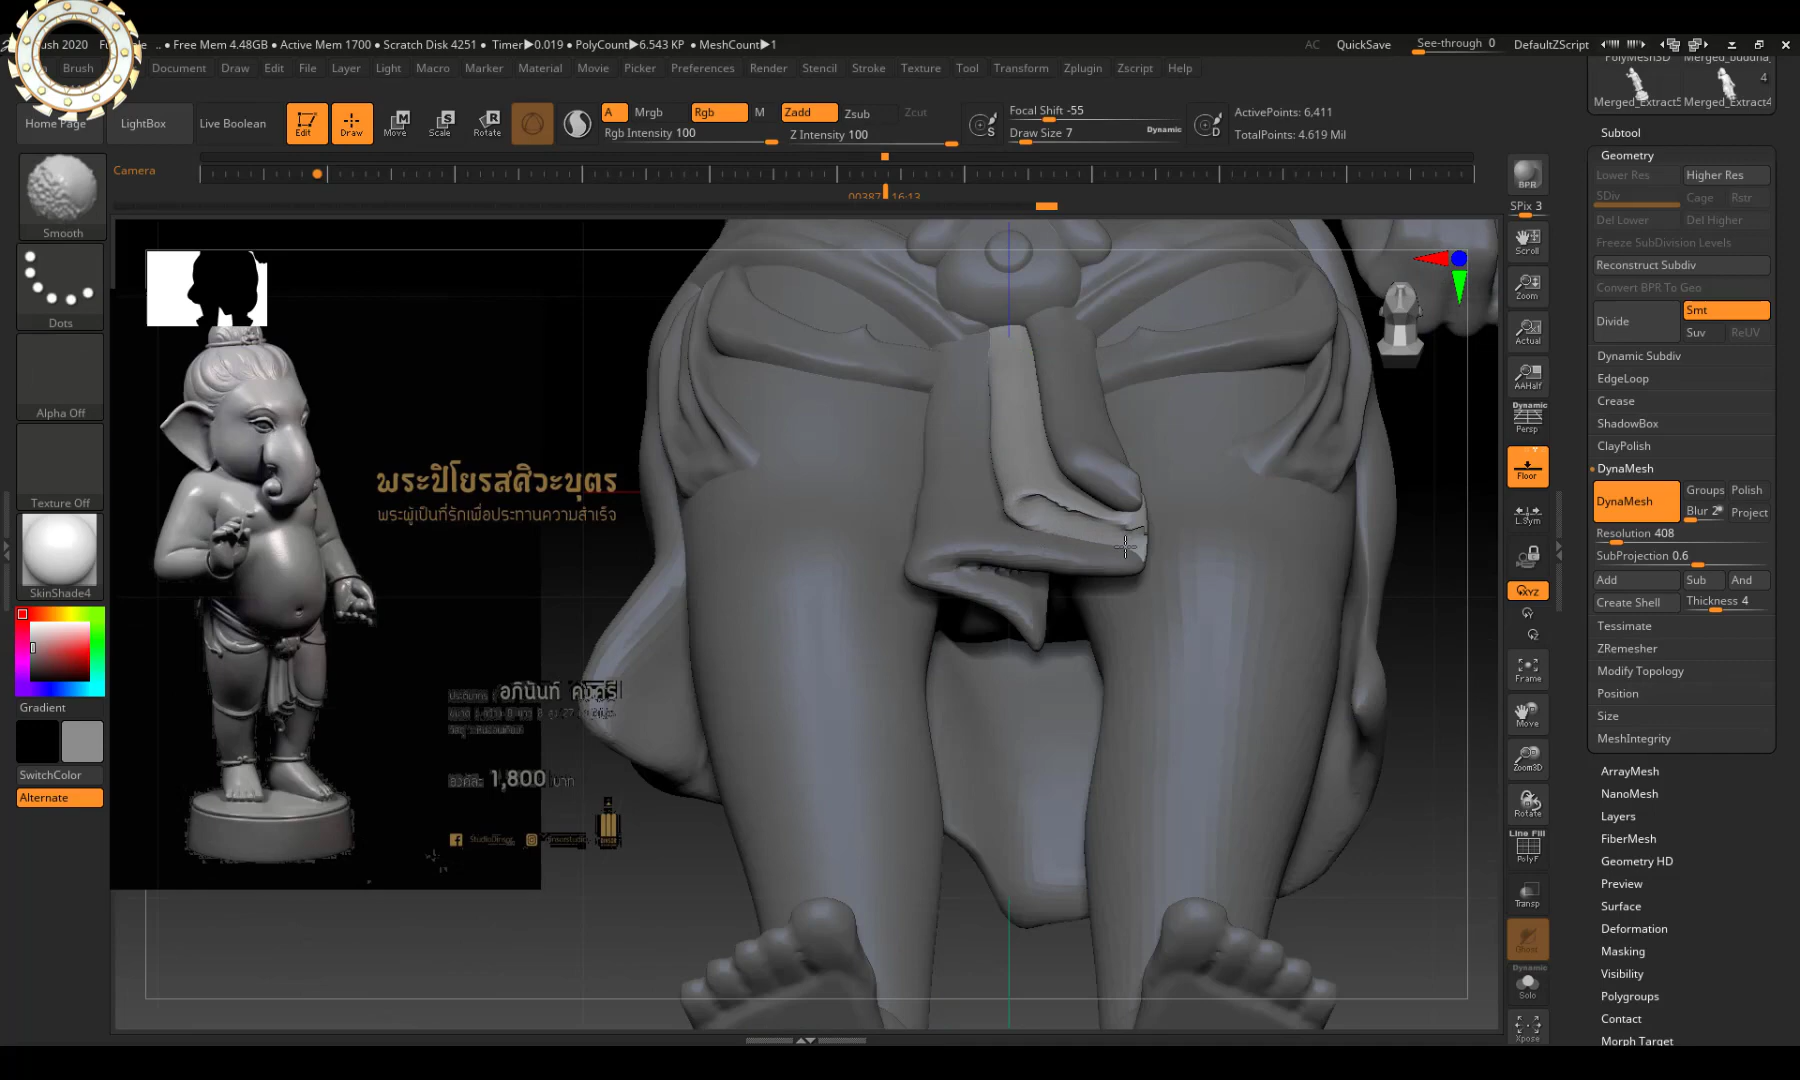 ush 2020
.. • Free Mem 4.48GB • Active Mem 1700 • Scratch Disk 4251 • Timer▶0.019 • PolyCount▶6.543 KP • MeshCount▶1
AC QuickSave See-through 0 DefaultZScript
Brush Document Draw Edit File Layer Light Macro Marker Material Movie Picker Preferences Render Stencil Stroke Texture Tool Transform Zplugin Zscript Help
Home Page LightBox Live Boolean
Edit Draw Move Scale Rotate
A Mrgb Rgb M Zadd Zsub Zcut
Rgb Intensity 100 Z Intensity 100
Focal Shift -55
Draw Size 7 Dynamic
S D
ActivePoints: 6,411
TotalPoints: 4.619 Mil
Camera
00387 16:13
Smooth
Dots
Alpha Off
Texture Off
SkinShade4
Gradient
SwitchColor
Alternate
พระปิโยรสศิวะบุตร
พระผู้เป็นที่รักเพื่อประทานความสำเร็จ
1,800 บาท
BPR
SPix 3
Scroll
Zoom
Actual
AAHalf
Dynamic
Persp
Floor
L.Sym
XYZ
Y
Z
Frame
Move
Zoom3D
Rotate
Line Fill
PolyF
Transp
Ghost
Dynamic
Solo
Xpose
PolyMesh3D Merged_buddha_
4
Merged_Extract5 Merged_Extract4
Subtool
Geometry
Lower Res Higher Res
SDiv Cage Rstr
Del Lower Del Higher
Freeze SubDivision Levels
Reconstruct Subdiv
Convert BPR To Geo
Divide Smt
Suv ReUV
Dynamic Subdiv
EdgeLoop
Crease
ShadowBox
ClayPolish
DynaMesh
DynaMesh Groups Polish
Blur 2 Project
Resolution 408
SubProjection 0.6
Add Sub And
Create Shell Thickness 4
Tessimate
ZRemesher
Modify Topology
Position
Size
MeshIntegrity
ArrayMesh
NanoMesh
Layers
FiberMesh
Geometry HD
Preview
Surface
Deformation
Masking
Visibility
Polygroups
Contact
Morph Target